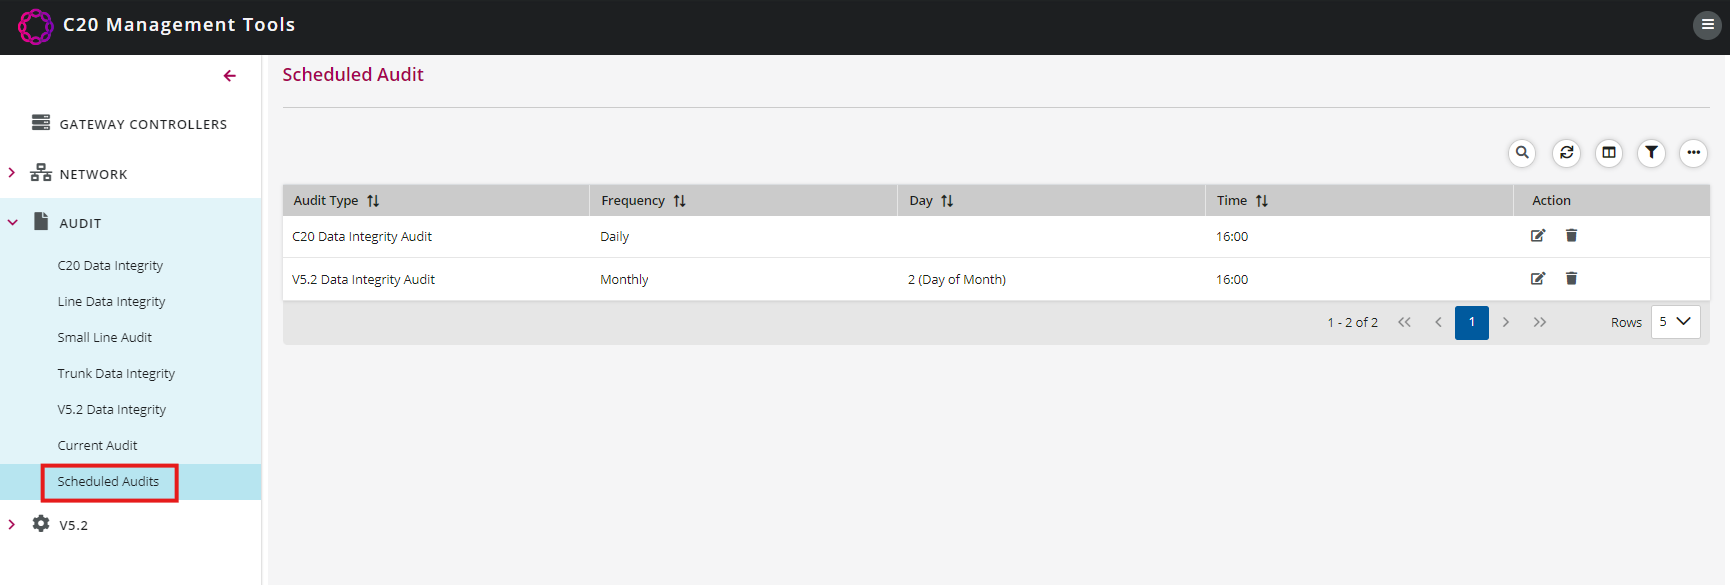 C20 Management Tools
Scheduled Audit
GATEWAY CONTROLLERS
NETWORK
AUDIT
C20 Data Integrity
Line Data Integrity
Small Line Audit
Trunk Data Integrity
V5.2 Data Integrity
Current Audit
Scheduled Audits
V5.2
Audit Type Frequency Day Time Action
C20 Data Integrity Audit Daily 16:00
V5.2 Data Integrity Audit Monthly 2 (Day of Month) 16:00
1 - 2 of 2 1 Rows 5